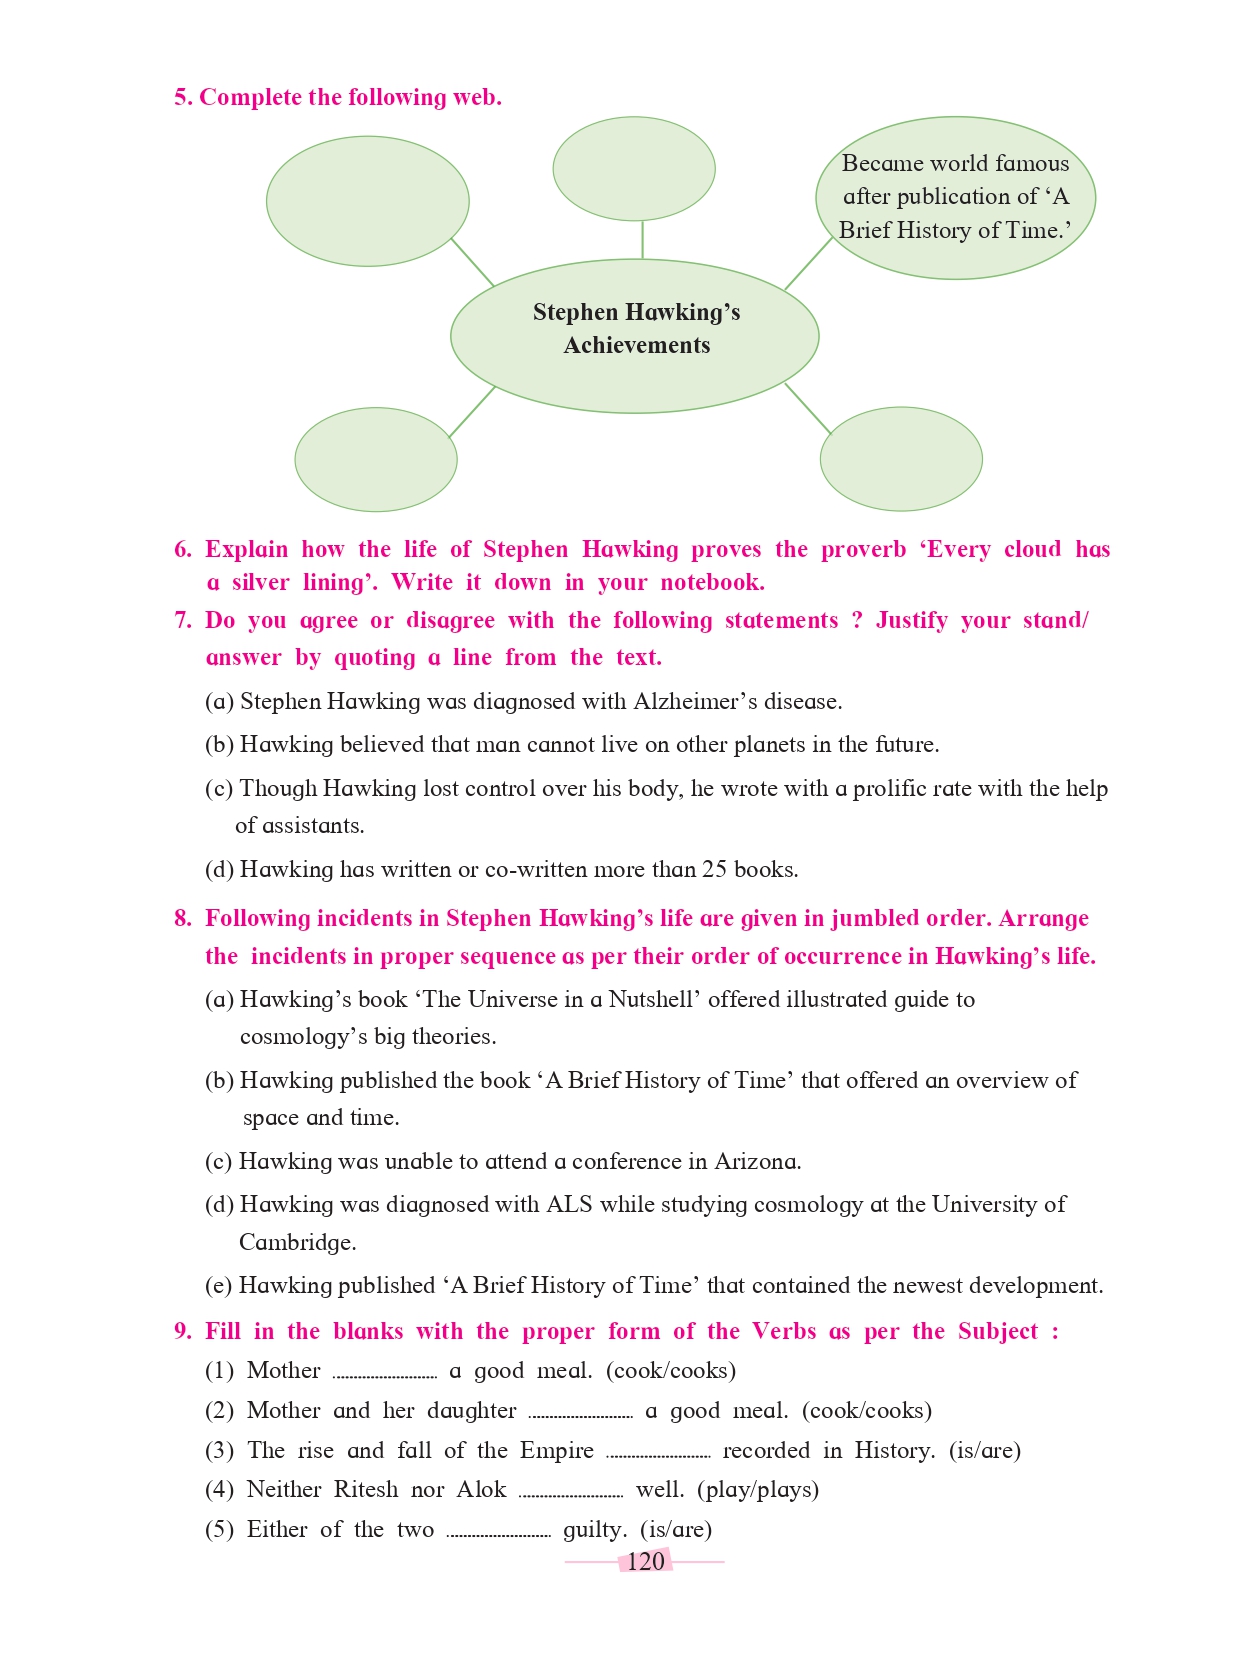 5. Complete the following web.
Became world famous
after publication of ‘A
Brief History of Time.’
Stephen Hawking’s
Achievements
6. Explain how the life of Stephen Hawking proves the proverb ‘Every cloud has
a silver lining’. Write it down in your notebook.
7. Do you agree or disagree with the following statements ? Justify your stand/
answer by quoting a line from the text.
(a) Stephen Hawking was diagnosed with Alzheimer’s disease.
(b) Hawking believed that man cannot live on other planets in the future.
(c) Though Hawking lost control over his body, he wrote with a prolific rate with the help
of assistants.
(d) Hawking has written or co-written more than 25 books.
8. Following incidents in Stephen Hawking’s life are given in jumbled order. Arrange
the incidents in proper sequence as per their order of occurrence in Hawking’s life.
(a) Hawking’s book ‘The Universe in a Nutshell’ offered illustrated guide to
cosmology’s big theories.
(b) Hawking published the book ‘A Brief History of Time’ that offered an overview of
space and time.
(c) Hawking was unable to attend a conference in Arizona.
(d) Hawking was diagnosed with ALS while studying cosmology at the University of
Cambridge.
(e) Hawking published ‘A Brief History of Time’ that contained the newest development.
9. Fill in the blanks with the proper form of the Verbs as per the Subject :
(1) Mother ......................... a good meal. (cook/cooks)
(2) Mother and her daughter ......................... a good meal. (cook/cooks)
(3) The rise and fall of the Empire ......................... recorded in History. (is/are)
(4) Neither Ritesh nor Alok ......................... well. (play/plays)
(5) Either of the two ......................... guilty. (is/are)
120